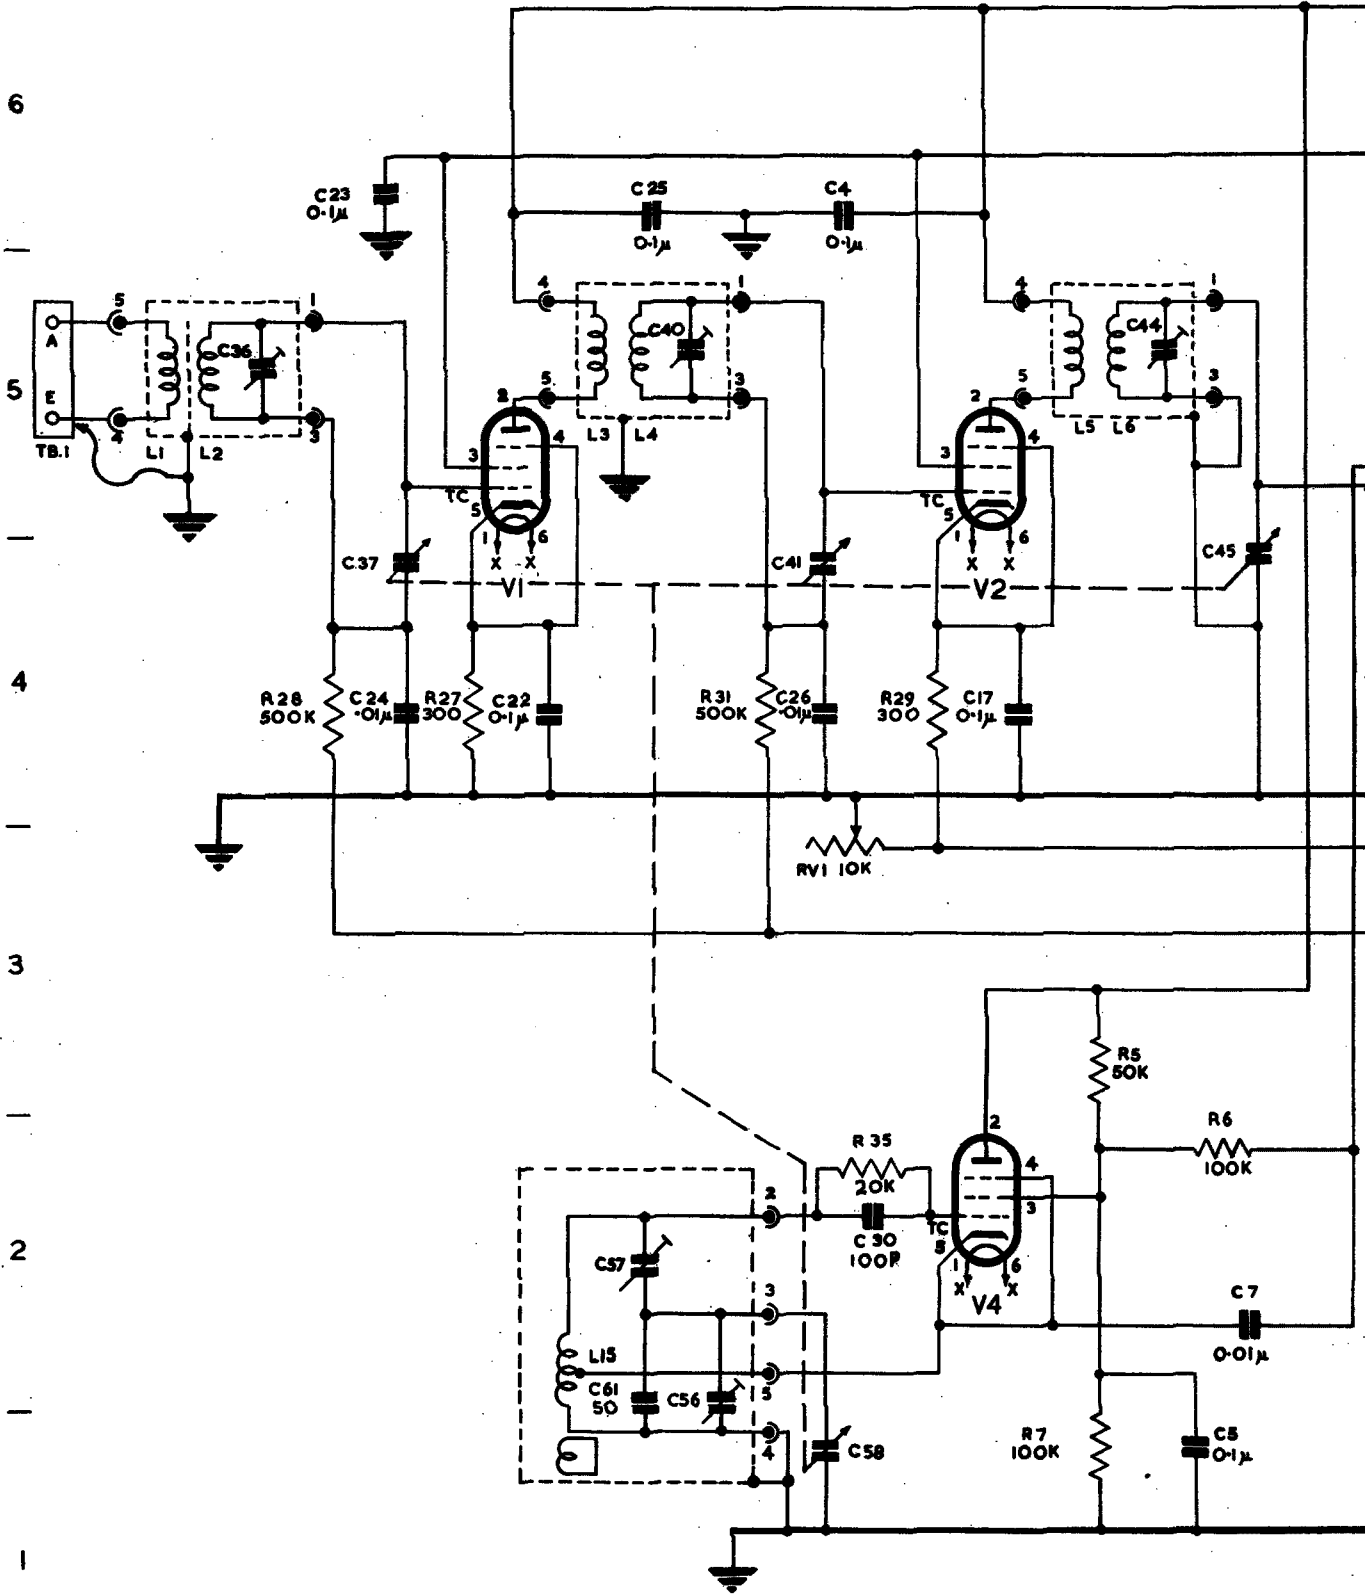 6
C23
0.1µ
C25
0.1µ
C4
0.1µ
4
1
C40
5
3
L3 L4
4
1
C44
5
3
L5 L6
5
A
E
TB.1
5
4
1
3
C36
L1 L2
2
3
4
TC
5
1
6
X X
V1
2
3
4
TC
5
1
6
X X
V2
C37
C41
C45
4
R28
500K
C24
.01µ
R27
300
C22
0.1µ
R31
500K
C26
.01µ
R29
300
C17
0.1µ
RV1 10K
3
R5
50K
R6
100K
2
R35
20K
C30
100P
2
4
3
TC
5
1
6
X X
V4
C57
2
3
5
4
L15
C61
50
C56
C58
C7
0.01µ
R7
100K
C5
0.1µ
1